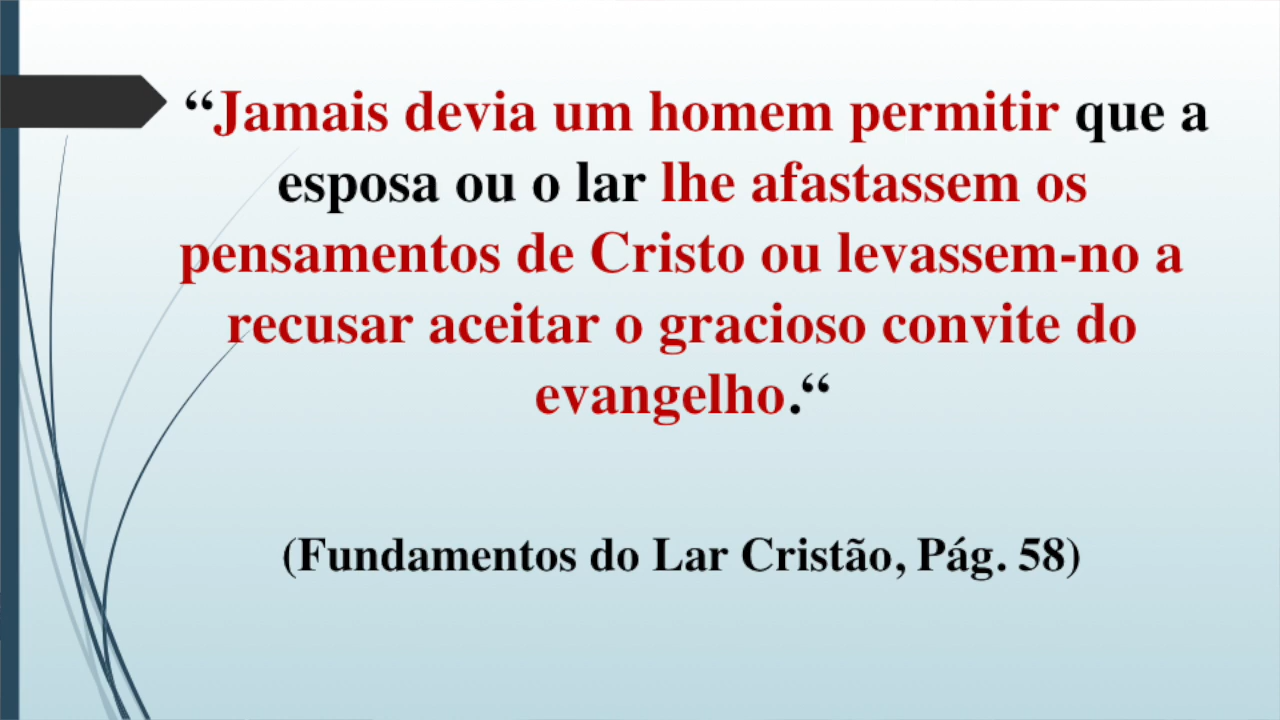 “Jamais devia um homem permitir que a
esposa ou o lar lhe afastassem os
pensamentos de Cristo ou levassem-no a
recusar aceitar o gracioso convite do
evangelho.“
(Fundamentos do Lar Cristão, Pág. 58)